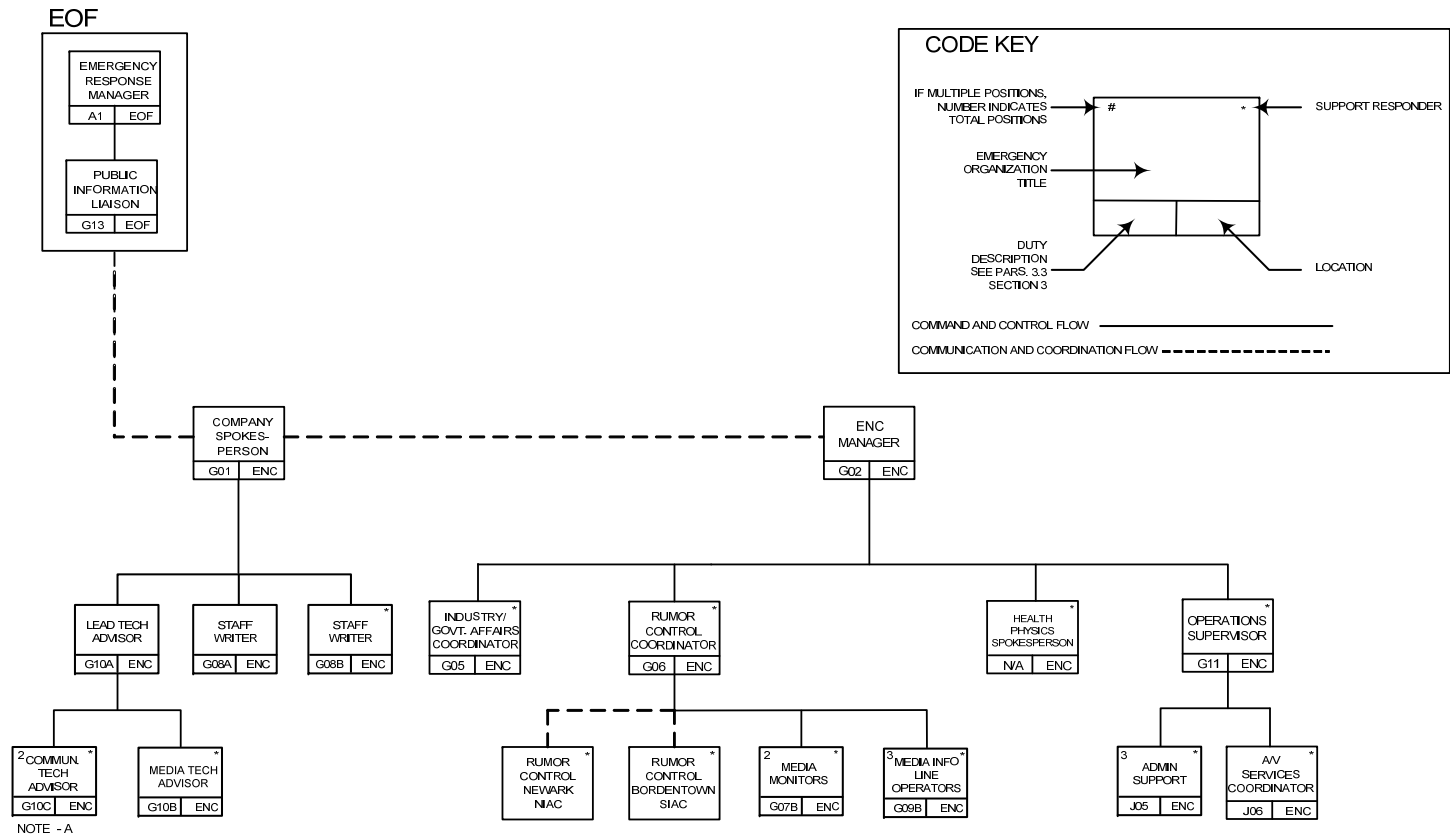 EOF
EMERGENCY
RESPONSE
MANAGER
A1 EOF
PUBLIC
INFORMATION
LIAISON
G13 EOF
CODE KEY
IF MULTIPLE POSITIONS,
NUMBER INDICATES
TOTAL POSITIONS
# *
SUPPORT RESPONDER
EMERGENCY
ORGANIZATION
TITLE
DUTY
DESCRIPTION
SEE PARS. 3.3
SECTION 3
LOCATION
COMMAND AND CONTROL FLOW
COMMUNICATION AND COORDINATION FLOW
COMPANY
SPOKES-
PERSON
G01 ENC
ENC
MANAGER
G02 ENC
LEAD TECH
ADVISOR
G10A ENC
STAFF
WRITER
G08A ENC
*
STAFF
WRITER
G08B ENC
*
INDUSTRY/
GOVT. AFFAIRS
COORDINATOR
G05 ENC
*
RUMOR
CONTROL
COORDINATOR
G06 ENC
*
HEALTH
PHYSICS
SPOKESPERSON
N/A ENC
*
OPERATIONS
SUPERVISOR
G11 ENC
2 *
COMMUN.
TECH
ADVISOR
G10C ENC
NOTE - A
*
MEDIA TECH
ADVISOR
G10B ENC
*
RUMOR
CONTROL
NEWARK
NIAC
*
RUMOR
CONTROL
BORDENTOWN
SIAC
2 *
MEDIA
MONITORS
G07B ENC
3 *
MEDIA INFO
LINE
OPERATORS
G09B ENC
3 *
ADMIN
SUPPORT
J05 ENC
*
A/V
SERVICES
COORDINATOR
J06 ENC